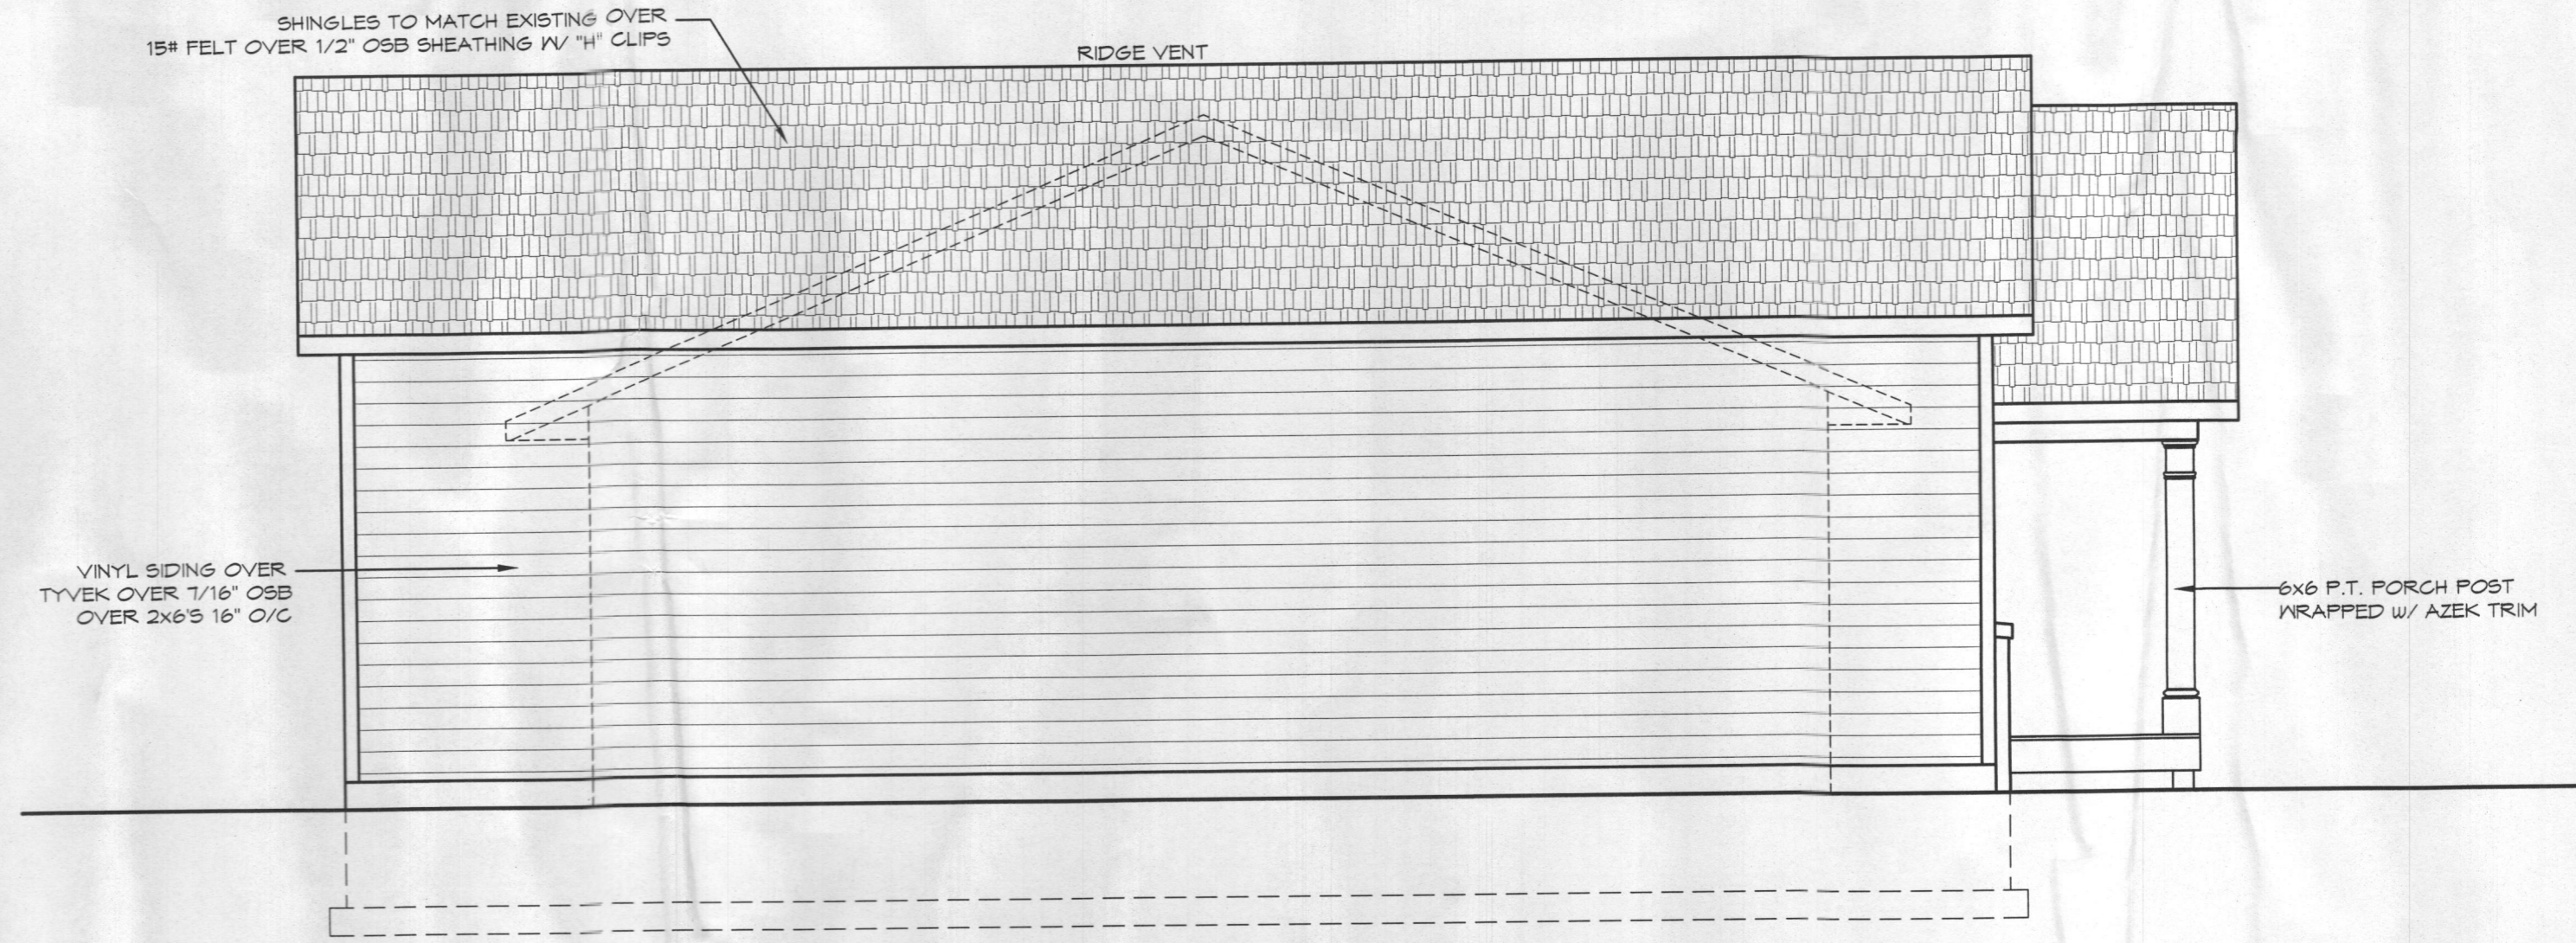 SHINGLES TO MATCH EXISTING OVER
15# FELT OVER 1/2" OSB SHEATHING W/ "H" CLIPS
RIDGE VENT
VINYL SIDING OVER
TYVEK OVER 7/16" OSB
OVER 2x6'S 16" O/C
6x6 P.T. PORCH POST
WRAPPED w/ AZEK TRIM